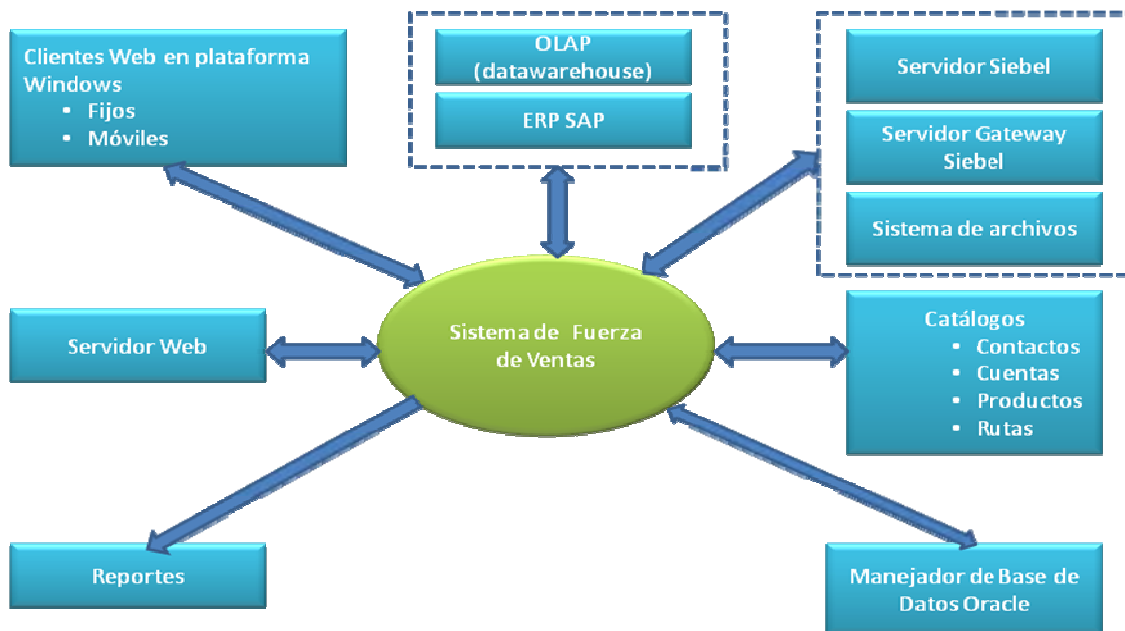 Clientes Web en plataforma
Windows
• Fijos
• Móviles
OLAP
(datawarehouse)
ERP SAP
Servidor Siebel
Servidor Gateway
Siebel
Sistema de archivos
Sistema de Fuerza
de Ventas
Servidor Web
Catálogos
• Contactos
• Cuentas
• Productos
• Rutas
Reportes
Manejador de Base de
Datos Oracle